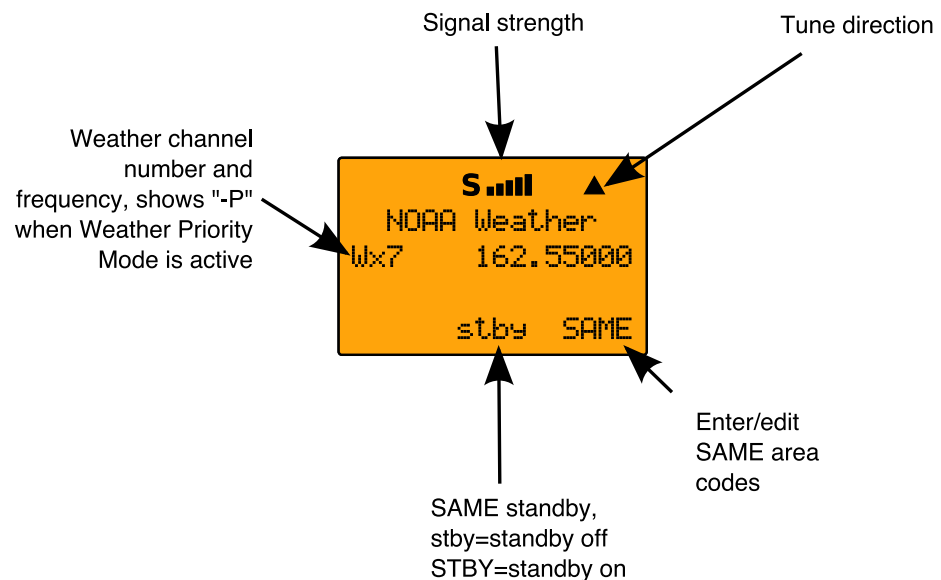 Signal strength
Tune direction
Weather channel
number and
frequency, shows "-P"
when Weather Priority
Mode is active
S
NOAA Weather
Wx7 162.55000
stby SAME
Enter/edit
SAME area
codes
SAME standby,
stby=standby off
STBY=standby on